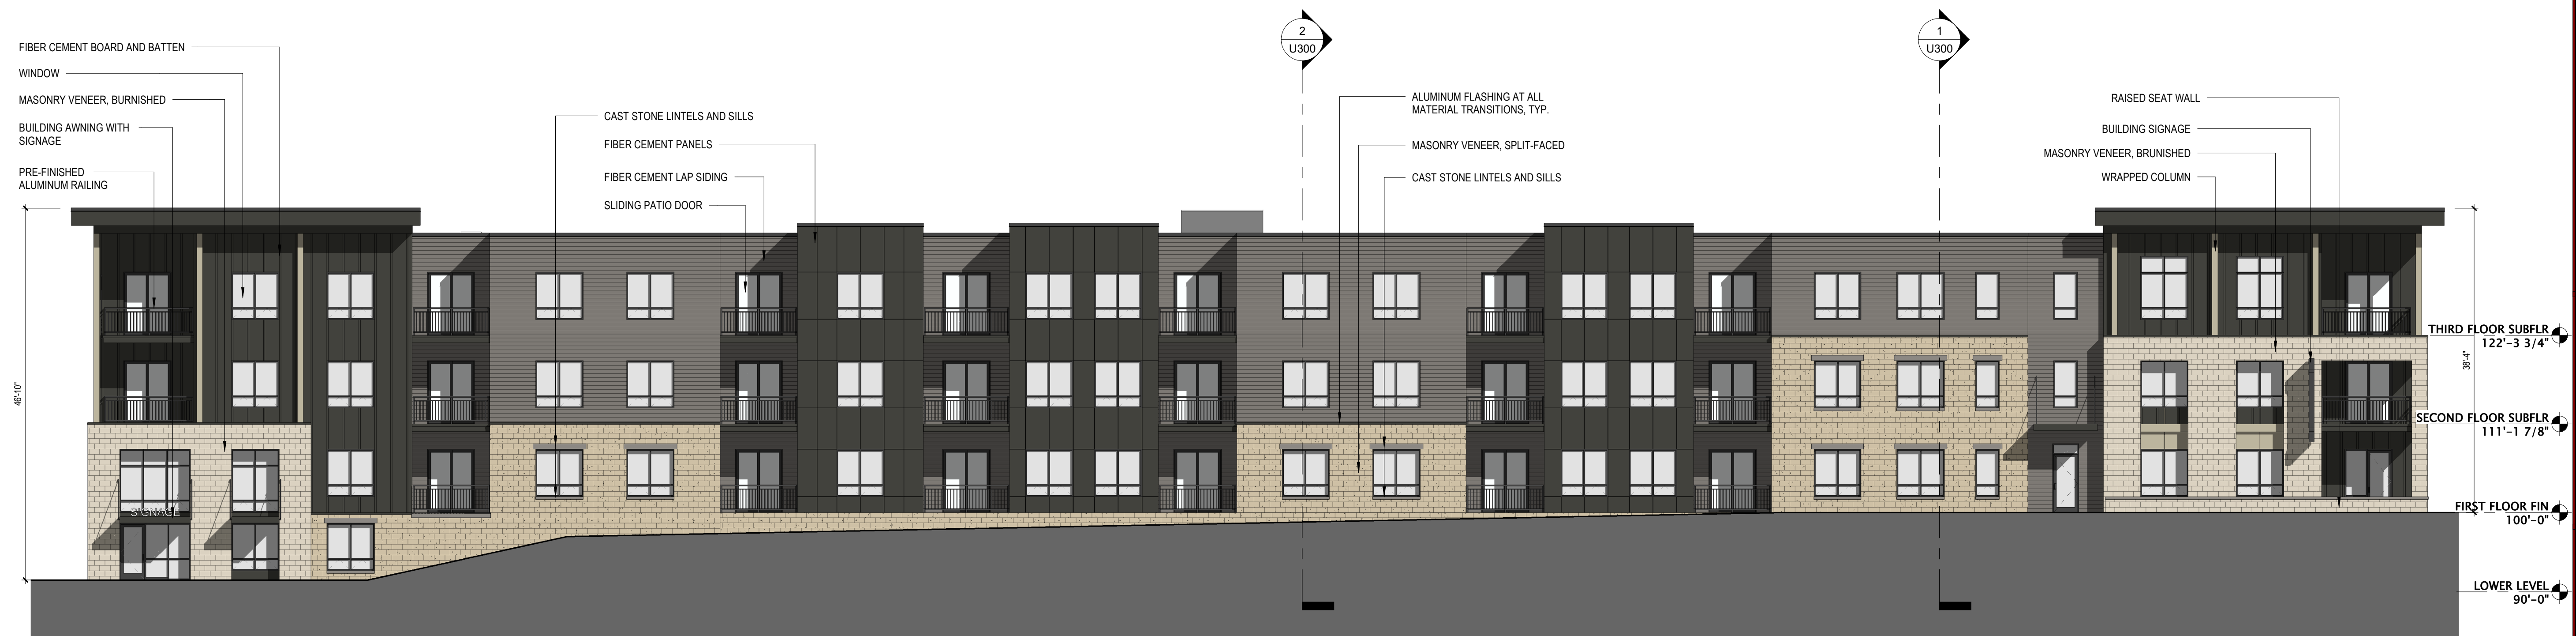 2
U300
1
U300
FIBER CEMENT BOARD AND BATTEN
WINDOW
MASONRY VENEER, BURNISHED
BUILDING AWNING WITH
SIGNAGE
PRE-FINISHED
ALUMINUM RAILING
CAST STONE LINTELS AND SILLS
FIBER CEMENT PANELS
FIBER CEMENT LAP SIDING
SLIDING PATIO DOOR
ALUMINUM FLASHING AT ALL
MATERIAL TRANSITIONS, TYP.
MASONRY VENEER, SPLIT-FACED
CAST STONE LINTELS AND SILLS
RAISED SEAT WALL
BUILDING SIGNAGE
MASONRY VENEER, BRUNISHED
WRAPPED COLUMN
46'-10"
SIGNAGE
38'-4"
THIRD FLOOR SUBFLR
122'-3 3/4"
SECOND FLOOR SUBFLR
111'-1 7/8"
FIRST FLOOR FIN
100'-0"
LOWER LEVEL
90'-0"